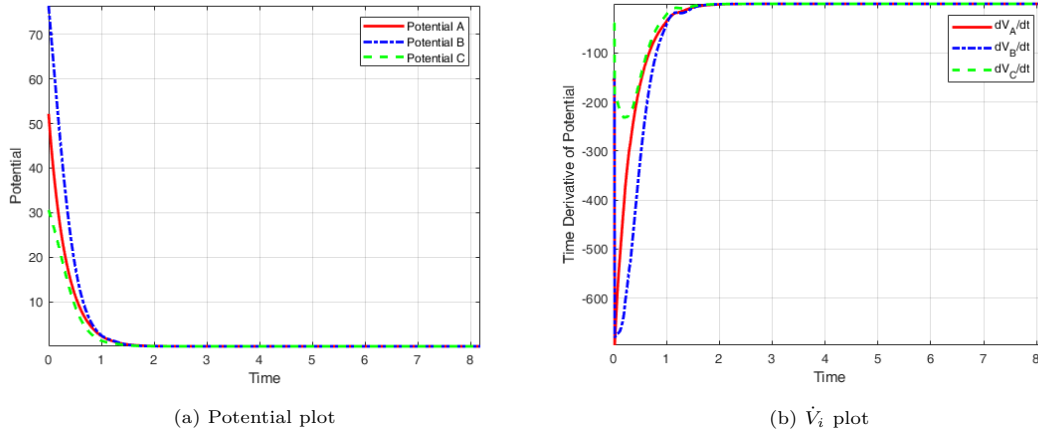 70
60
50
40
30
20
10
0 1 2 3 4 5 6 7 8
Potential
Time
Potential A
Potential B
Potential C
(a) Potential plot
-100
-200
-300
-400
-500
-600
0 1 2 3 4 5 6 7 8
Time Derivative of Potential
Time
dV_A/dt
dV_B/dt
dV_C/dt
(b) V̇_i plot